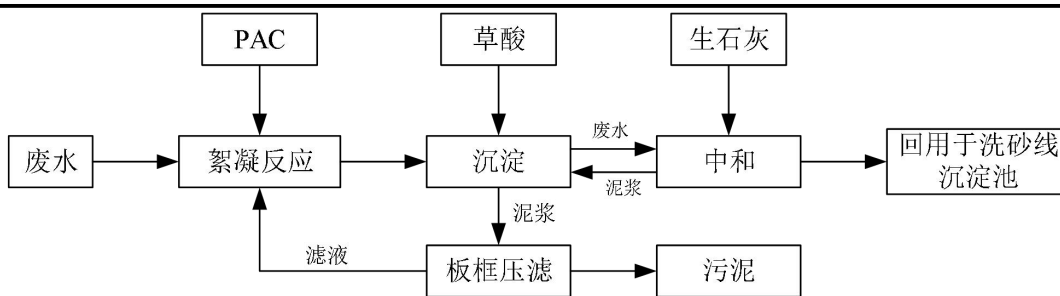 PAC
草酸
生石灰
废水
絮凝反应
沉淀
废水
泥浆
中和
回用于洗砂线
沉淀池
泥浆
滤液
板框压滤
污泥